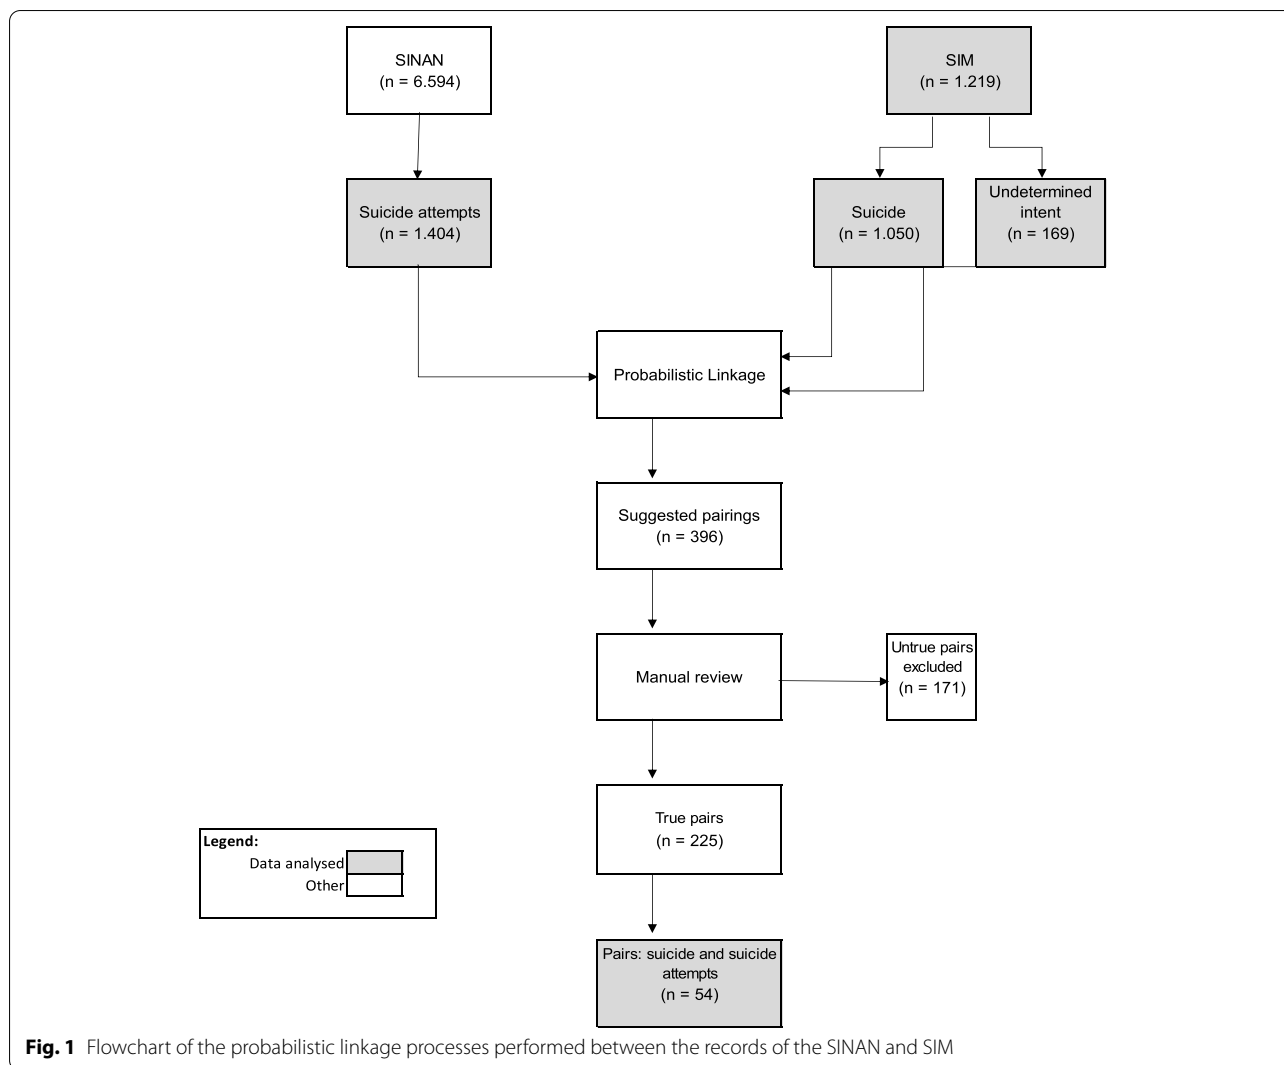 SINAN
(n = 6.594)
SIM
(n = 1.219)
Suicide attempts
(n = 1.404)
Suicide
(n = 1.050)
Undetermined
intent
(n = 169)
Probabilistic Linkage
Suggested pairings
(n = 396)
Manual review
Untrue pairs
excluded
(n = 171)
True pairs
(n = 225)
Legend:
Data analysed
Other
Pairs: suicide and suicide
attempts
(n = 54)
Fig. 1 Flowchart of the probabilistic linkage processes performed between the records of the SINAN and SIM